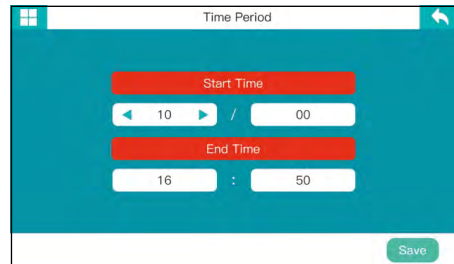 Time Period
Start Time
10 / 00
End Time
16 : 50
Save